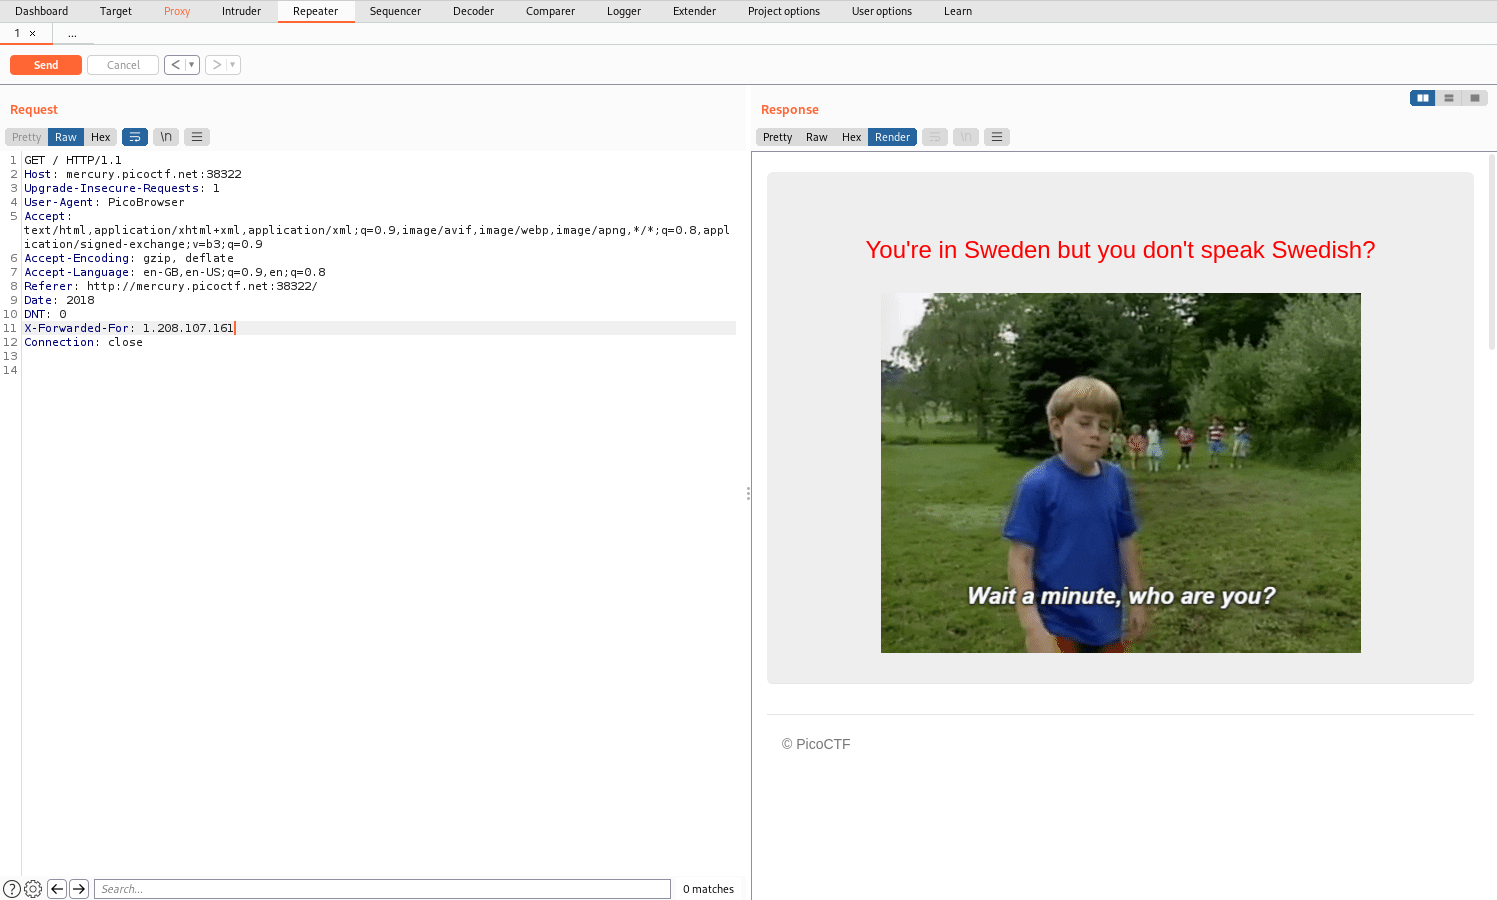 Dashboard Target Proxy Intruder Repeater Sequencer Decoder Comparer Logger Extender Project options User options Learn
1 × ...
Send Cancel < >
Request
Pretty Raw Hex \n
1 GET / HTTP/1.1
2 Host: mercury.picoctf.net:38322
3 Upgrade-Insecure-Requests: 1
4 User-Agent: PicoBrowser
5 Accept:
text/html,application/xhtml+xml,application/xml;q=0.9,image/avif,image/webp,image/apng,*/*;q=0.8,appl
ication/signed-exchange;v=b3;q=0.9
6 Accept-Encoding: gzip, deflate
7 Accept-Language: en-GB,en-US;q=0.9,en;q=0.8
8 Referer: http://mercury.picoctf.net:38322/
9 Date: 2018
10 DNT: 0
11 X-Forwarded-For: 1.208.107.161
12 Connection: close
13
14
? Search... 0 matches
Response
Pretty Raw Hex Render \n
You're in Sweden but you don't speak Swedish?
Wait a minute, who are you?
© PicoCTF